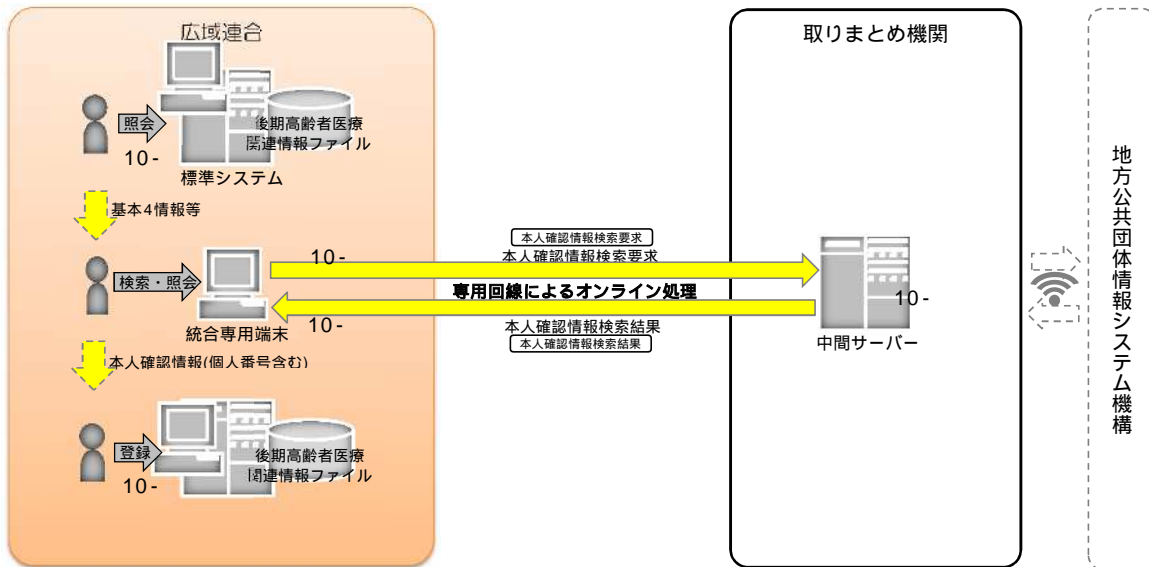 広域連合
照会
10-
後期高齢者医療
関連情報ファイル
標準システム
基本4情報等
検索・照会
統合専用端末
本人確認情報(個人番号含む)
登録
10-
後期高齢者医療
関連情報ファイル
10-
本人確認情報検索要求
本人確認情報検索要求
専用回線によるオンライン処理
10-
本人確認情報検索結果
本人確認情報検索結果
取りまとめ機関
10-
中間サーバー
地方公共団体情報システム機構